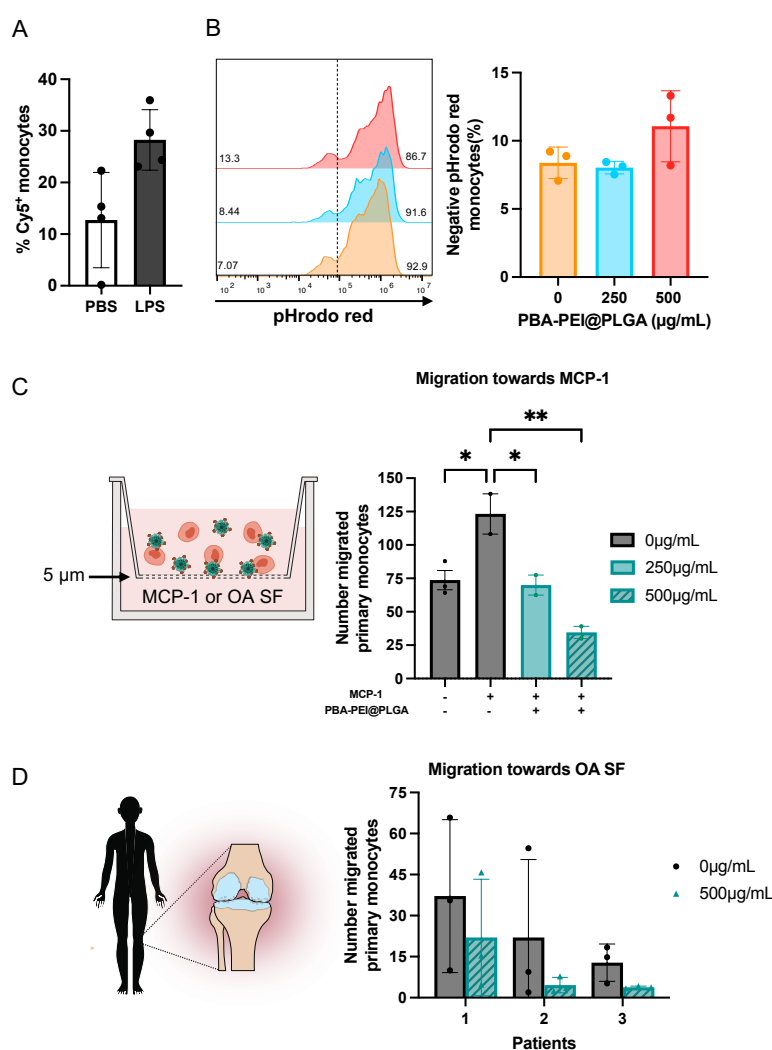 A
B
% Cy5⁺ monocytes
40
30
20
10
0
PBS LPS
13.3 86.7
8.44 91.6
7.07 92.9
10² 10³ 10⁴ 10⁵ 10⁶ 10⁷
pHrodo red
Negative pHrodo red
monocytes(%)
15
10
5
0
0 250 500
PBA-PEI@PLGA (µg/mL)
C
Migration towards MCP-1
5 µm
MCP-1 or OA SF
Number migrated
primary monocytes
150
125
100
75
50
25
0
* * **
MCP-1 - + + +
PBA-PEI@PLGA - - + +
0µg/mL
250µg/mL
500µg/mL
D
Migration towards OA SF
Number migrated
primary monocytes
75
60
45
30
15
0
1 2 3
Patients
0µg/mL
500µg/mL